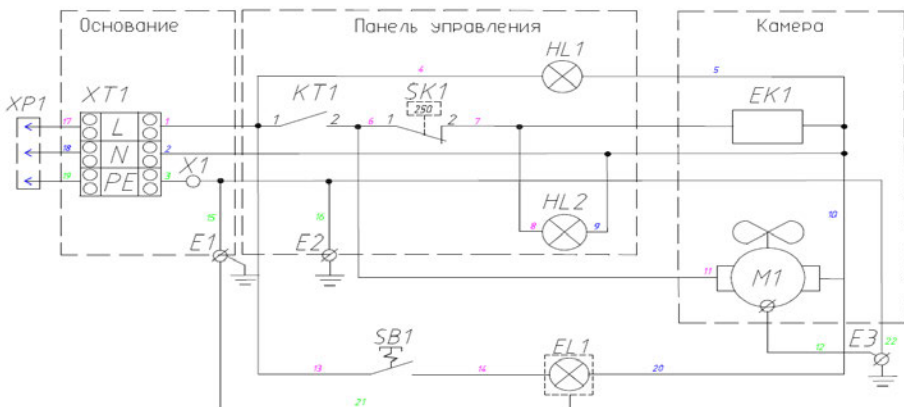 Основание Панель управления Камера
HL1
4 5
XP1 XT1 KT1 SK1 EK1
250
17 L 1 1 2 6 1 2 7
18 N 2
19 PE 3 X1
HL2
15 16 8 9 10
E1 E2
11 M1
SB1 EL1 12 E3 22
13 14 20
21